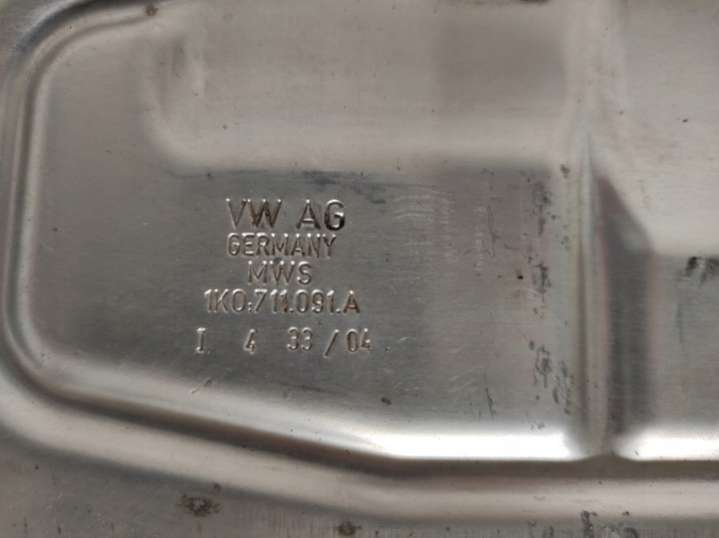 VW AG
GERMANY
MWS
1K0.711.091.A
I 4 33/04